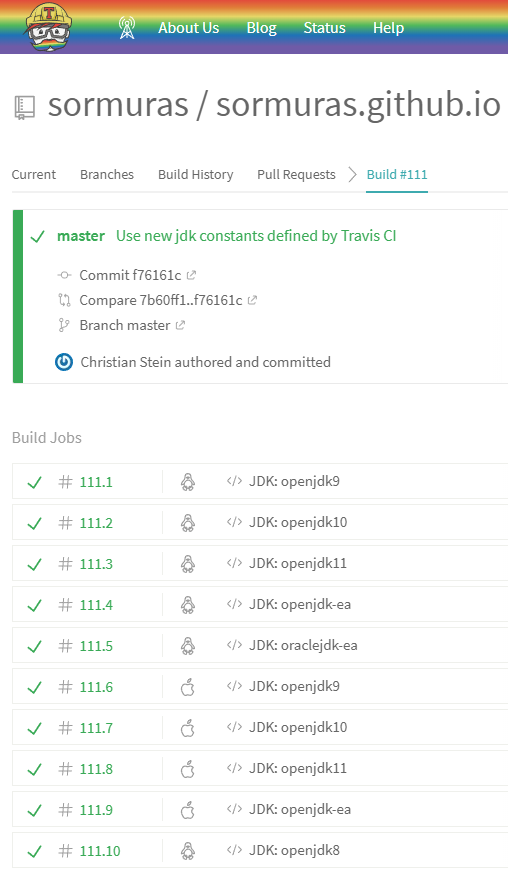 T
About Us Blog Status Help
sormuras / sormuras.github.io
Current Branches Build History Pull Requests Build #111
master Use new jdk constants defined by Travis CI
Commit f76161c
Compare 7b60ff1..f76161c
Branch master
Christian Stein authored and committed
Build Jobs
# 111.1 </> JDK: openjdk9
# 111.2 </> JDK: openjdk10
# 111.3 </> JDK: openjdk11
# 111.4 </> JDK: openjdk-ea
# 111.5 </> JDK: oraclejdk-ea
# 111.6 </> JDK: openjdk9
# 111.7 </> JDK: openjdk10
# 111.8 </> JDK: openjdk11
# 111.9 </> JDK: openjdk-ea
# 111.10 </> JDK: openjdk8